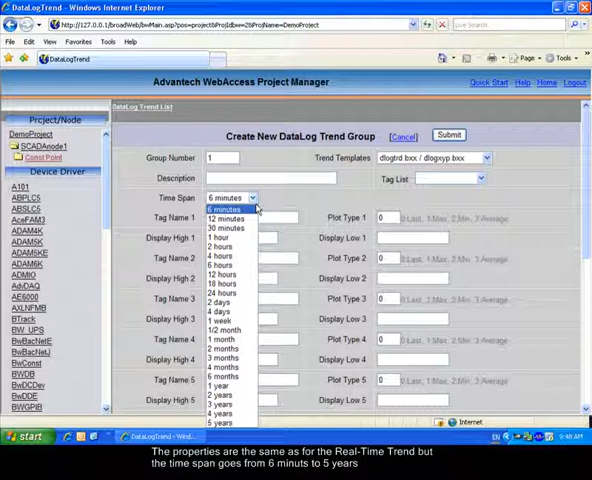 DataLogTrend - Windows Internet Explorer
http://127.0.0.1/broadWeb/bwMain.asp?pos=project&ProjIdbw=28&ProjName=DemoProject
File Edit View Favorites Tools Help
DataLogTrend Page Tools
Advantech WebAccess Project Manager Quick Start Help Home Logout
Project/Node
DemoProject
SCADAnode1
Const Point
Device Driver
A101
ABPLC5
ABSLC5
AceFAM3
ADAM4K
ADAM5K
ADAM5KE
ADAM6K
ADMIO
AdvDAQ
AE6000
AXLNFMB
BTrack
BW_UPS
BwBacNetE
BwBacNetJ
BwConst
BWDB
BwDCDev
BwDDE
BWGPIB
DataLog Trend List
Create New DataLog Trend Group [Cancel] Submit
Group Number 1 Trend Templates dlogtrd.bxx / dlogxyp.bxx
Description Tag List
Time Span 6 minutes
6 minutes
12 minutes
30 minutes
1 hour
2 hours
4 hours
6 hours
12 hours
18 hours
24 hours
2 days
4 days
1 week
1/2 month
1 month
2 months
3 months
4 months
6 months
1 year
2 years
3 years
4 years
5 years
Tag Name 1 Plot Type 1 0 0:Last, 1:Max, 2:Min, 3:Average
Display High 1 Display Low 1
Tag Name 2 Plot Type 2 0 0:Last, 1:Max, 2:Min, 3:Average
Display High 2 Display Low 2
Tag Name 3 Plot Type 3 0 0:Last, 1:Max, 2:Min, 3:Average
Display High 3 Display Low 3
Tag Name 4 Plot Type 4 0 0:Last, 1:Max, 2:Min, 3:Average
Display High 4 Display Low 4
Tag Name 5 Plot Type 5 0 0:Last, 1:Max, 2:Min, 3:Average
Display High 5 Display Low 5
Internet
start DataLogTrend - Wind... EN 9:48 AM
The properties are the same as for the Real-Time Trend but
the time span goes from 6 minuts to 5 years